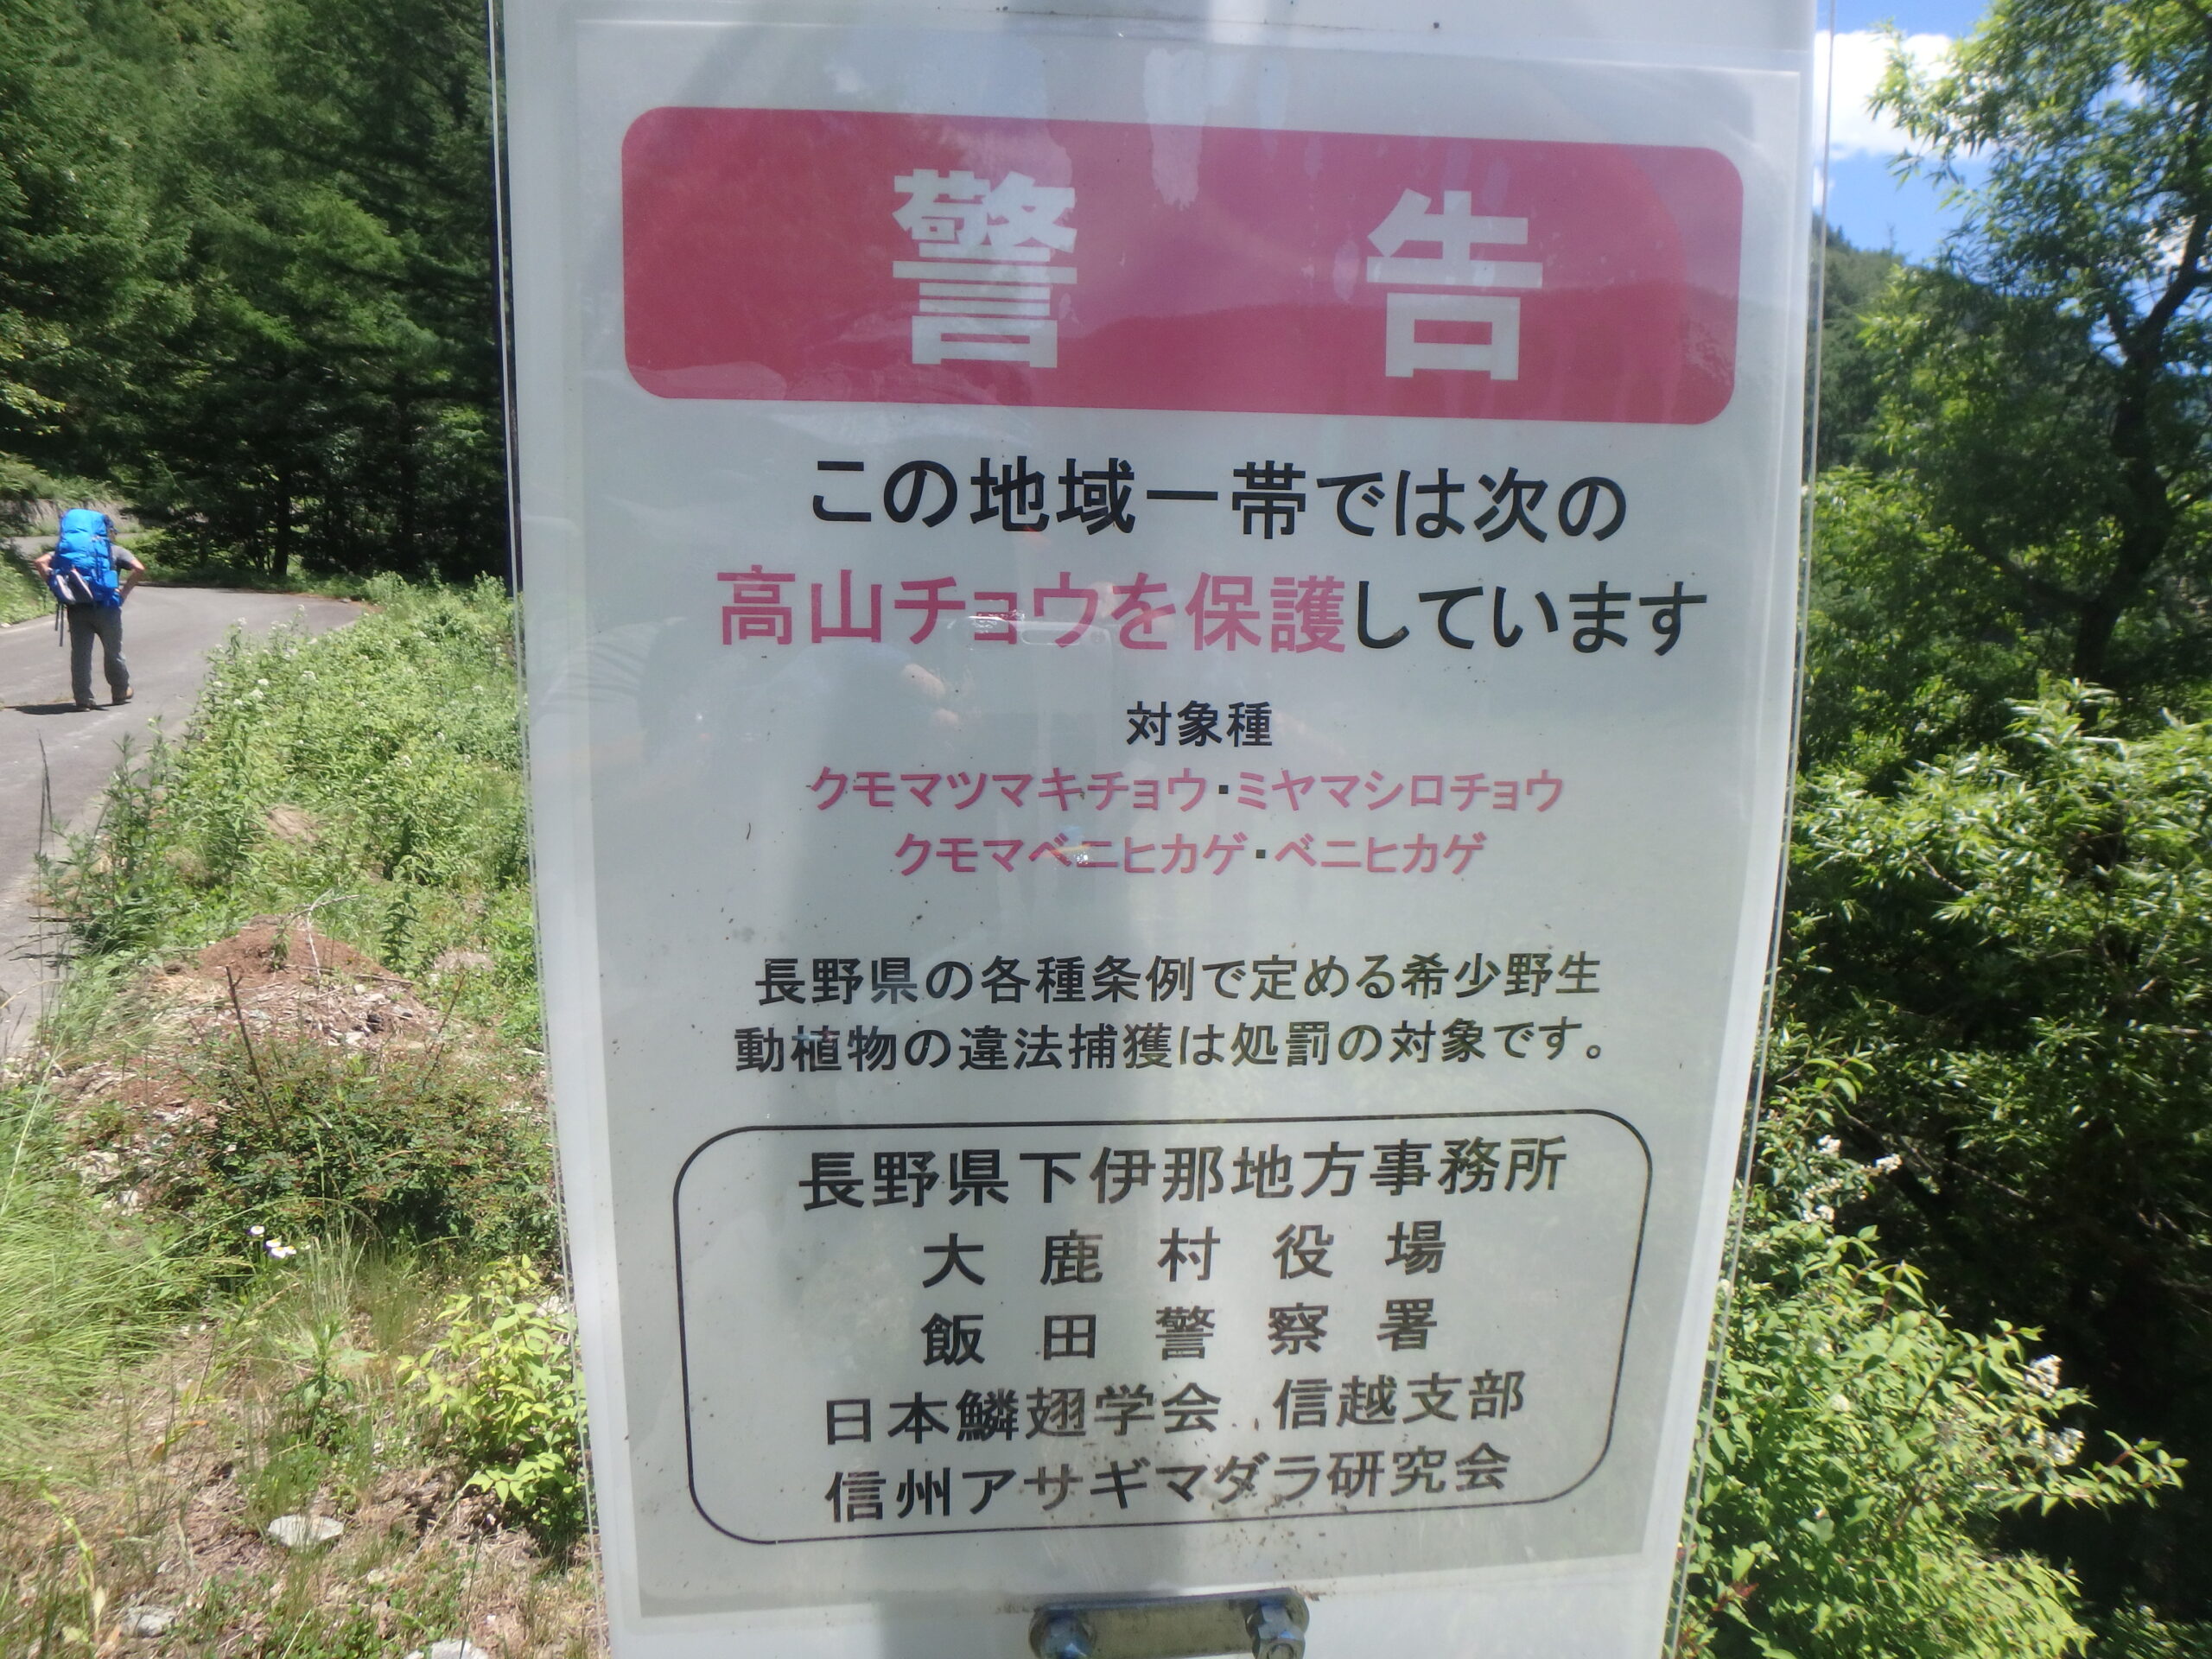 警 告
この地域一帯では次の
高山チョウを保護しています
対象種
クモマツマキチョウ・ミヤマシロチョウ
クモマベニヒカゲ・ベニヒカゲ
長野県の各種条例で定める希少野生
動植物の違法捕獲は処罰の対象です。
長野県下伊那地方事務所
大鹿村役場
飯田警察署
日本鱗翅学会 信越支部
信州アサギマダラ研究会